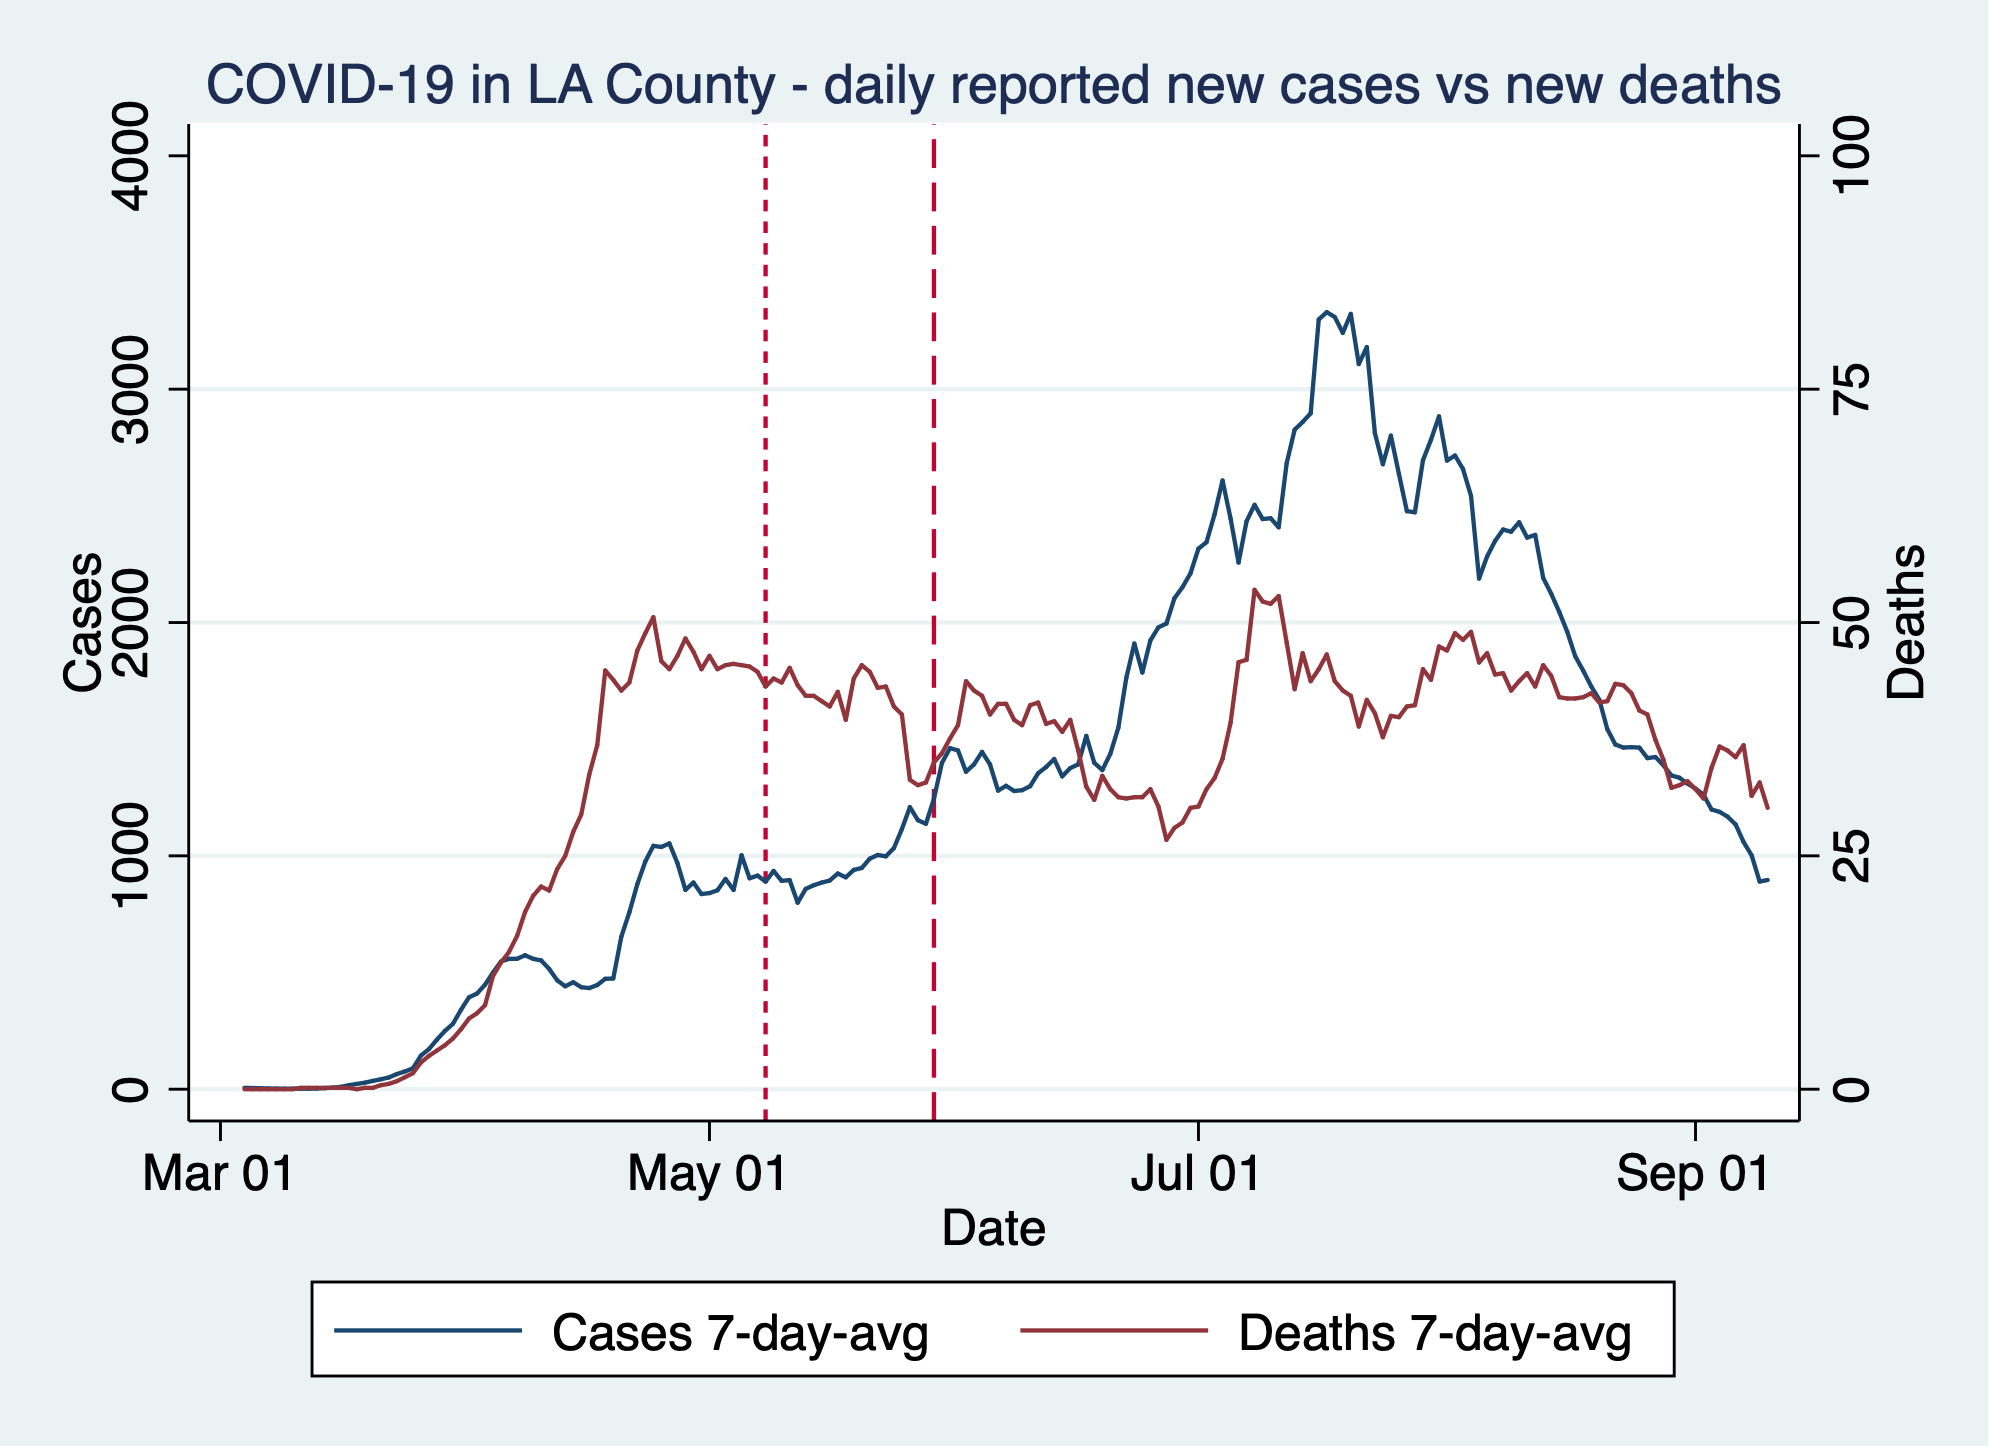 COVID-19 in LA County - daily reported new cases vs new deaths
Cases
4000
3000
2000
1000
0
100
75
50
25
0
Deaths
Mar 01 May 01 Jul 01 Sep 01
Date
Cases 7-day-avg Deaths 7-day-avg